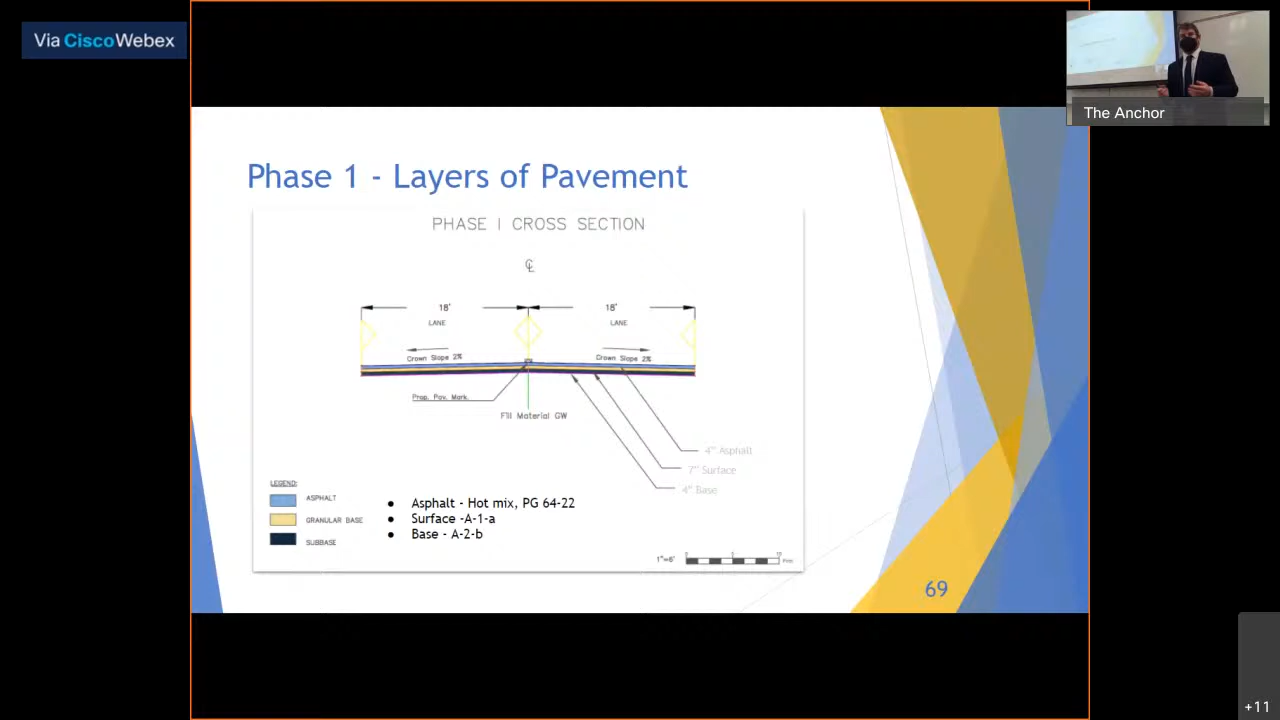 Via Cisco Webex
The Anchor
Phase 1 - Layers of Pavement
PHASE I CROSS SECTION
℄
18' 18'
LANE LANE
Crown Slope 2% Crown Slope 2%
Prop. Pav. Mark.
Fill Material GW
4" Asphalt
7" Surface
4" Base
LEGEND:
ASPHALT
GRANULAR BASE
SUBBASE
● Asphalt - Hot mix, PG 64-22
● Surface -A-1-a
● Base - A-2-b
1"=6'
69
+11